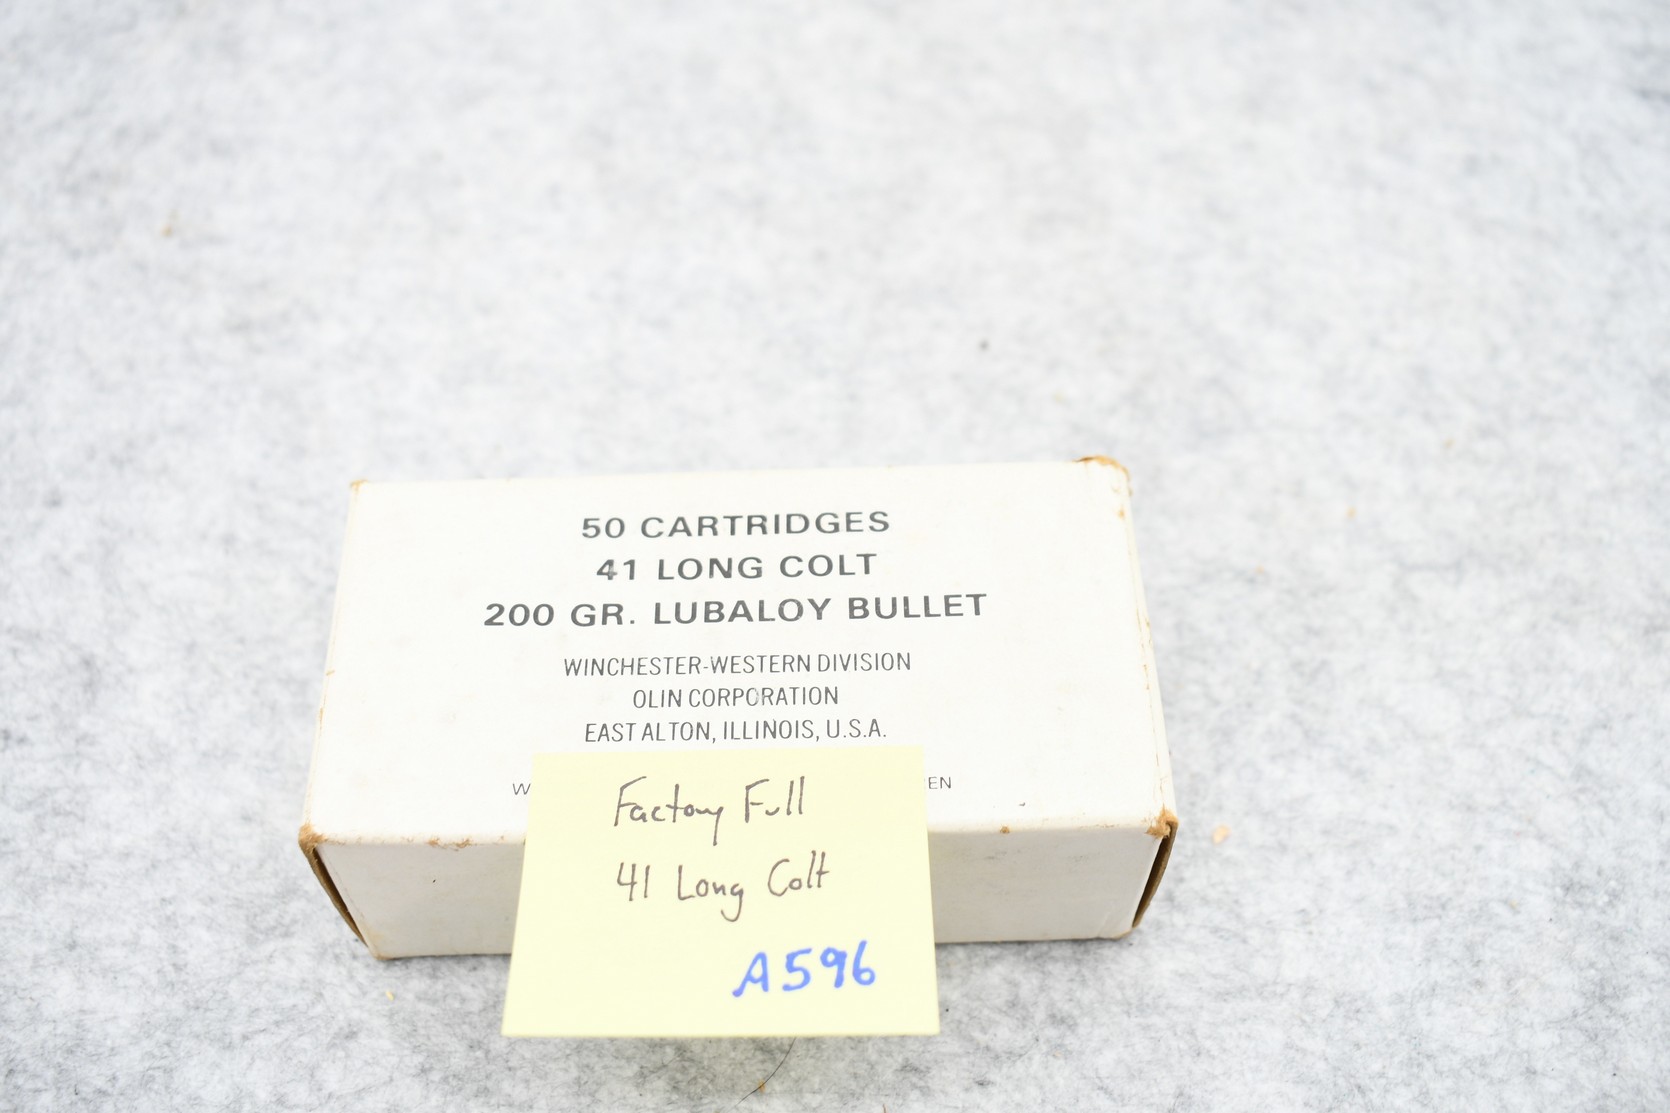 50 CARTRIDGES
41 LONG COLT
200 GR. LUBALOY BULLET
WINCHESTER-WESTERN DIVISION
OLIN CORPORATION
EAST ALTON, ILLINOIS, U.S.A.
Factory Full
41 Long Colt
A596